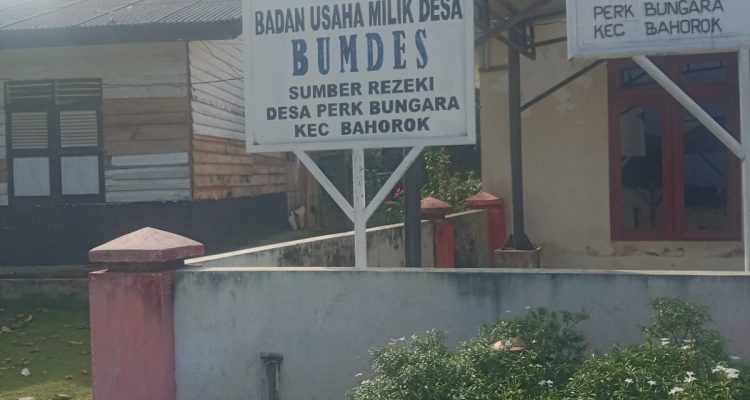 BADAN USAHA MILIK DESA
BUMDES
SUMBER REZEKI
DESA PERK BUNGARA
KEC BAHOROK
PERK BUNGARA
KEC BAHOROK